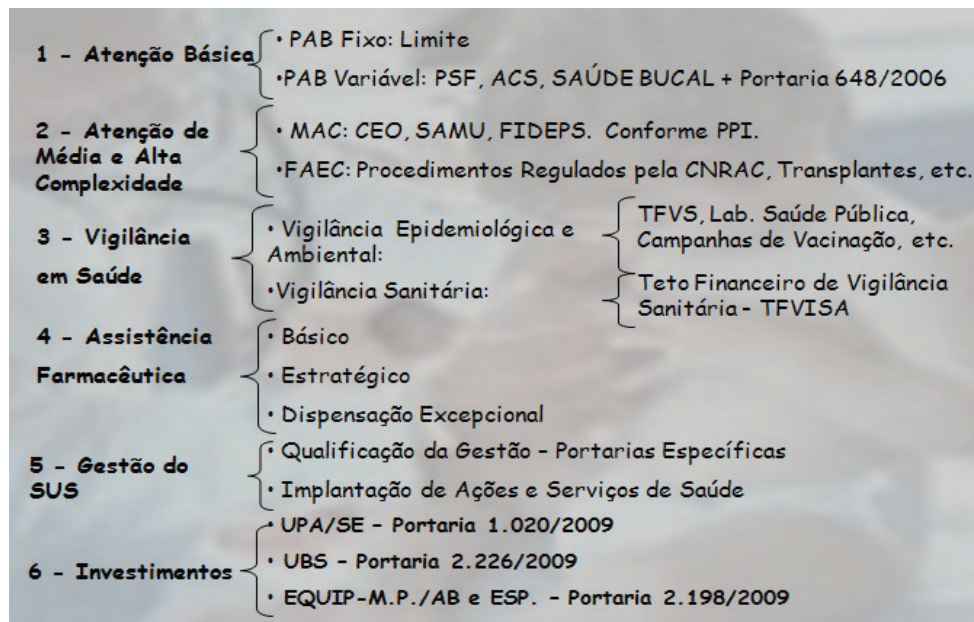 1 - Atenção Básica
• PAB Fixo: Limite
•PAB Variável: PSF, ACS, SAÚDE BUCAL + Portaria 648/2006
2 - Atenção de
Média e Alta
Complexidade
• MAC: CEO, SAMU, FIDEPS. Conforme PPI.
•FAEC: Procedimentos Regulados pela CNRAC, Transplantes, etc.
3 - Vigilância
em Saúde
• Vigilância Epidemiológica e
Ambiental:
TFVS, Lab. Saúde Pública,
Campanhas de Vacinação, etc.
•Vigilância Sanitária:
Teto Financeiro de Vigilância
Sanitária - TFVISA
4 - Assistência
Farmacêutica
• Básico
• Estratégico
• Dispensação Excepcional
5 - Gestão do
SUS
• Qualificação da Gestão – Portarias Específicas
• Implantação de Ações e Serviços de Saúde
6 - Investimentos
• UPA/SE – Portaria 1.020/2009
• UBS – Portaria 2.226/2009
• EQUIP-M.P./AB e ESP. – Portaria 2.198/2009